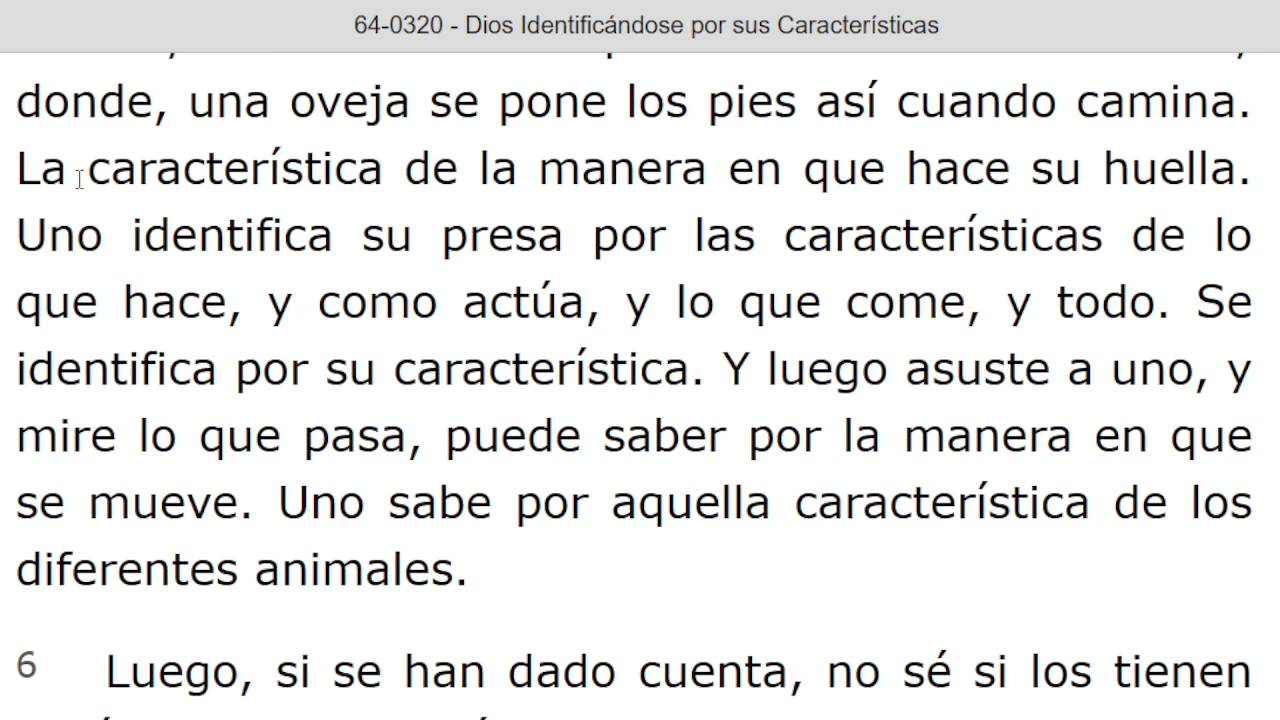 64-0320 - Dios Identificándose por sus Características
donde, una oveja se pone los pies así cuando camina.
La característica de la manera en que hace su huella.
Uno identifica su presa por las características de lo
que hace, y como actúa, y lo que come, y todo. Se
identifica por su característica. Y luego asuste a uno, y
mire lo que pasa, puede saber por la manera en que
se mueve. Uno sabe por aquella característica de los
diferentes animales.
6 Luego, si se han dado cuenta, no sé si los tienen